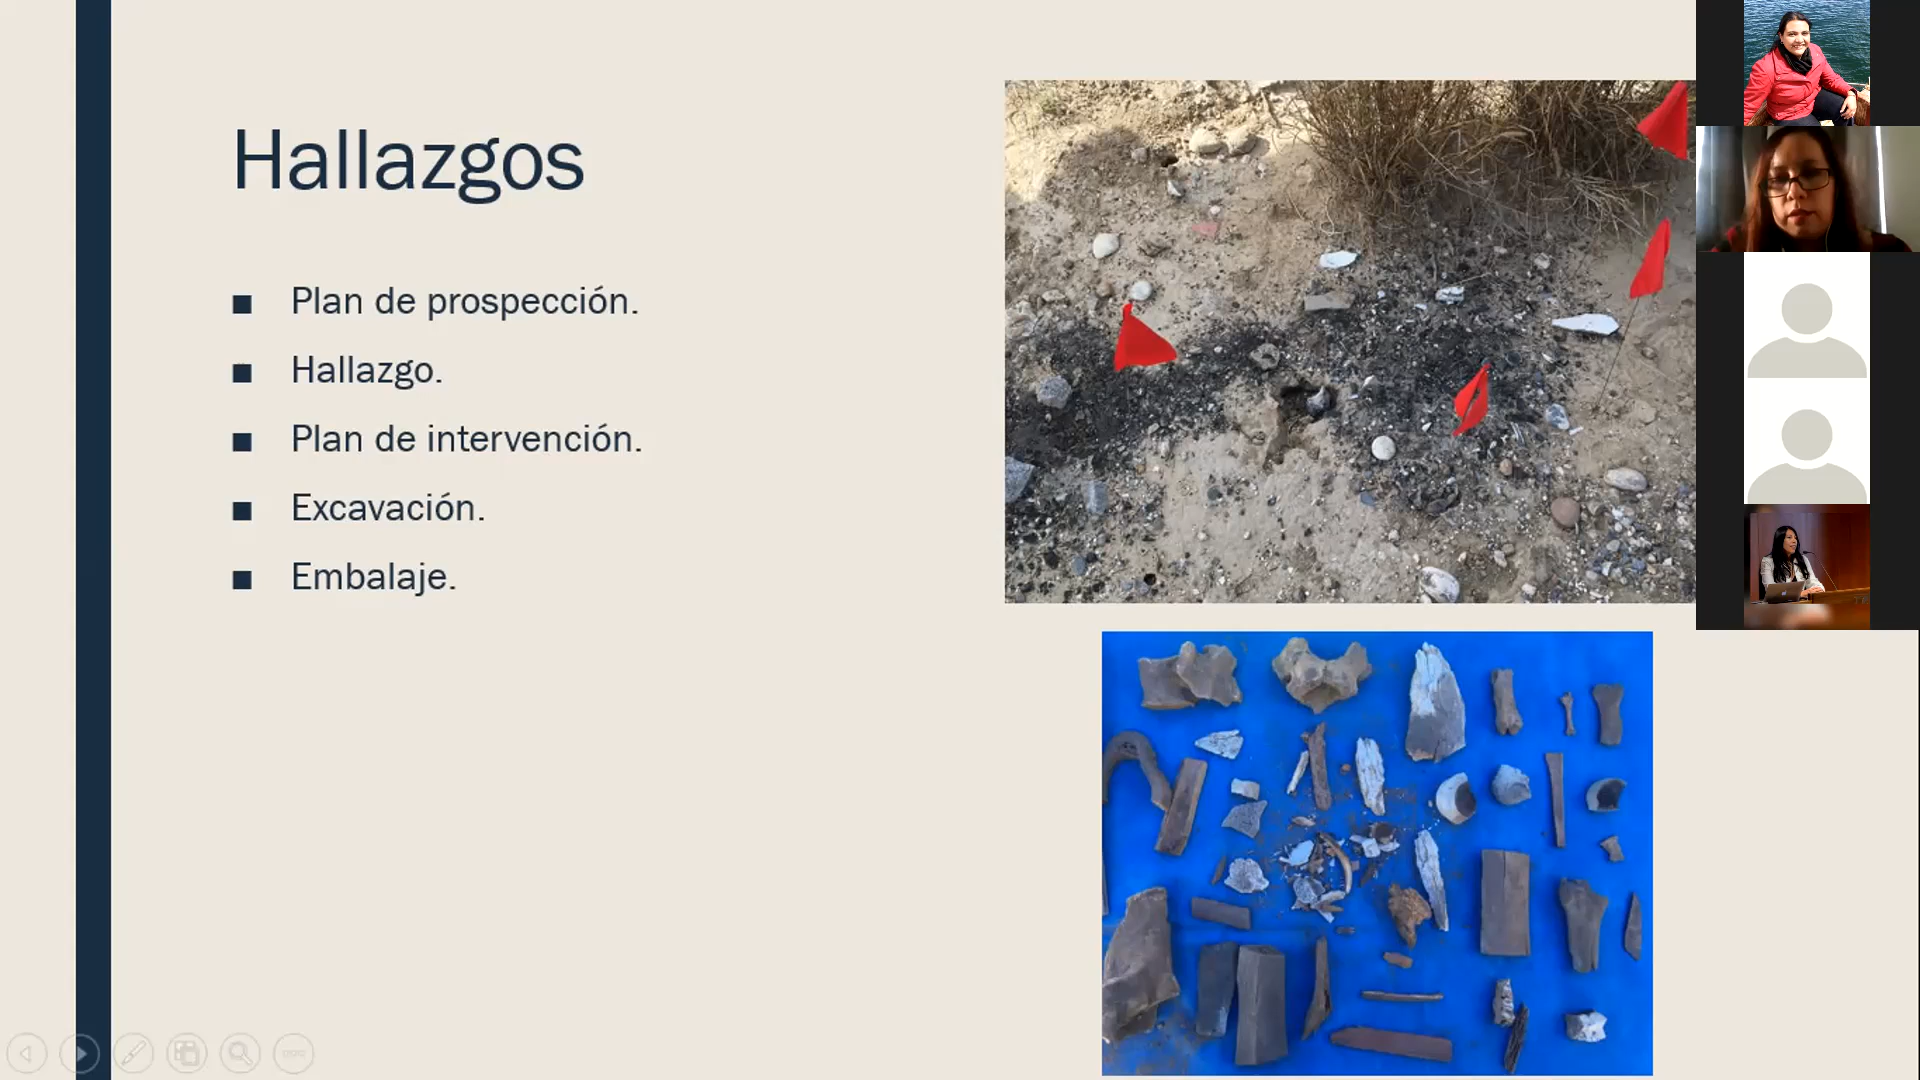 Hallazgos
Plan de prospección.
Hallazgo.
Plan de intervención.
Excavación.
Embalaje.